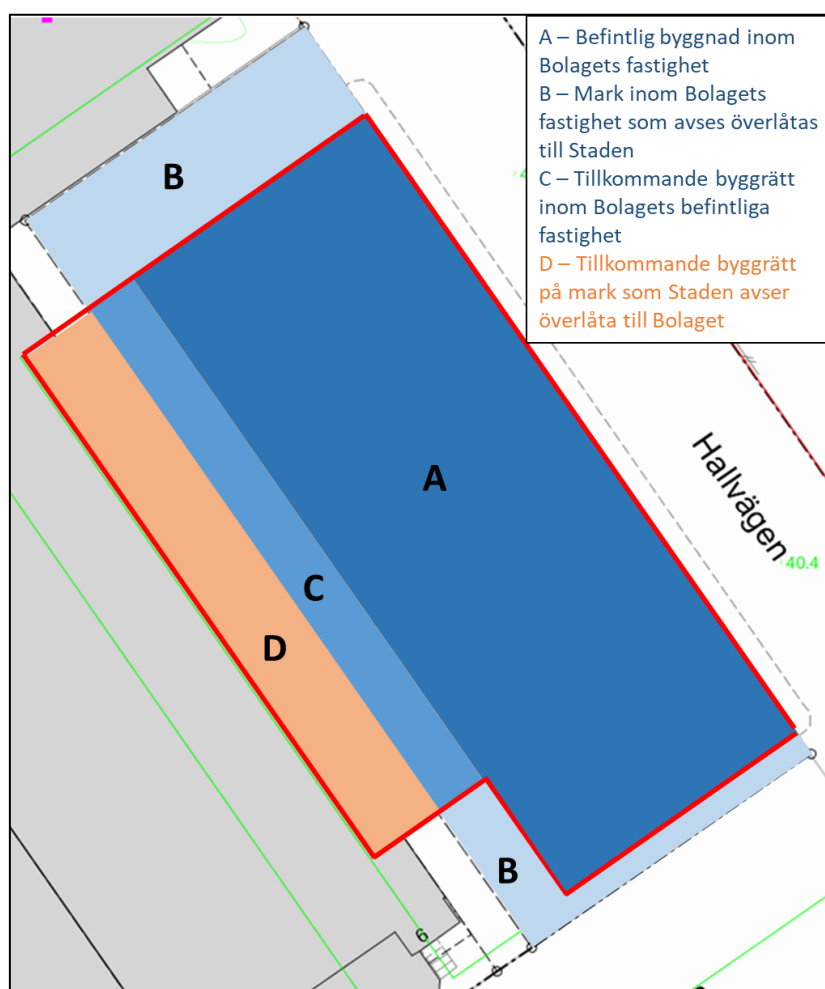 A – Befintlig byggnad inom
Bolagets fastighet
B – Mark inom Bolagets
fastighet som avses överlåtas
till Staden
C – Tillkommande byggrätt
inom Bolagets befintliga
fastighet
D – Tillkommande byggrätt
på mark som Staden avser
överlåta till Bolaget
B
A
Hallvägen
40.4
C
D
B
6